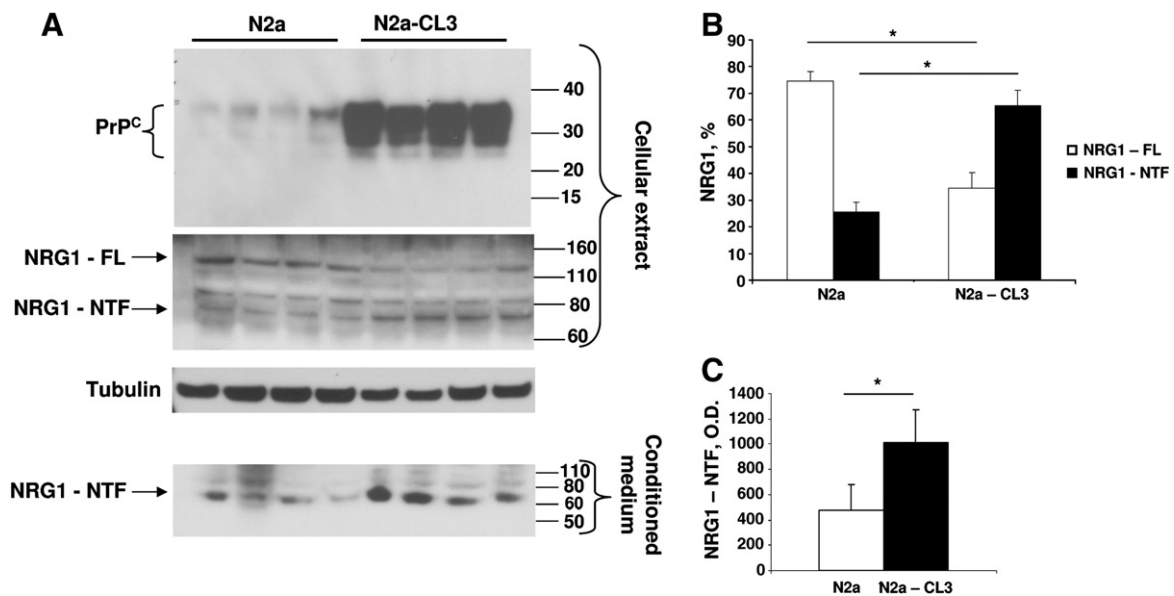 A
N2a
N2a-CL3
PrPᶜ
40
30
20
15
Cellular extract
NRG1 - FL
NRG1 - NTF
160
110
80
60
Tubulin
NRG1 - NTF
110
80
60
50
Conditioned
medium
B
NRG1, %
90
80
70
60
50
40
30
20
10
0
*
*
N2a
N2a – CL3
NRG1 – FL
NRG1 - NTF
C
NRG1 – NTF, O.D.
1400
1200
1000
800
600
400
200
0
*
N2a
N2a – CL3